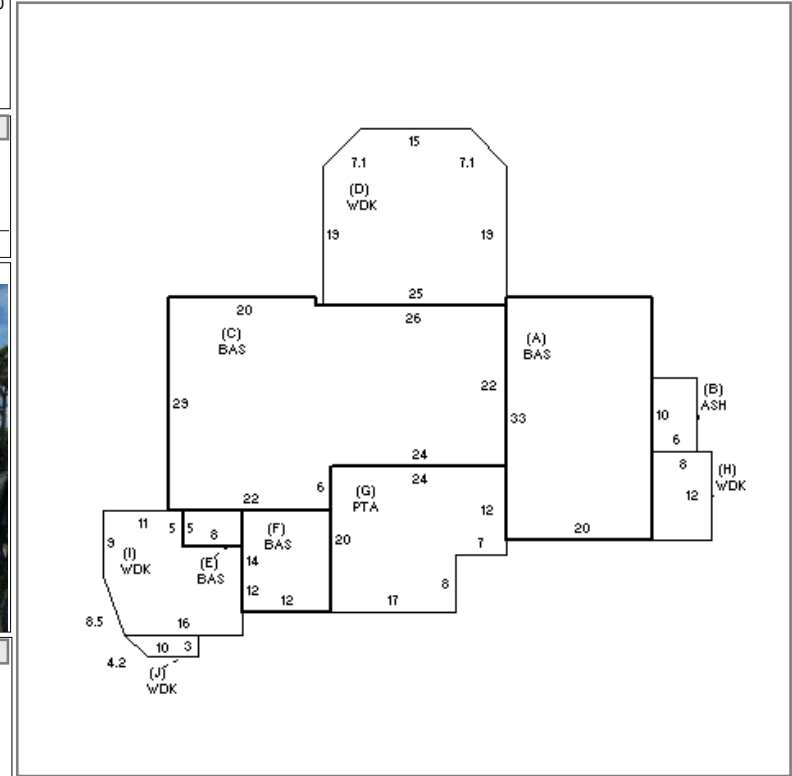 15
7.1 7.1
(D)
WDK
19 19
25
20 26
(C)
BAS
(A)
BAS
22
29 33
(B)
ASH
10
6
24
24
8
(H)
WDK
12
(G)
PTA
6
22
12
20
11 5 5 8
(F)
BAS
20
9
(I)
WDK
7
(E)
BAS
14
12
8
12 17
8.5 16
10 3
4.2
(J)
WDK